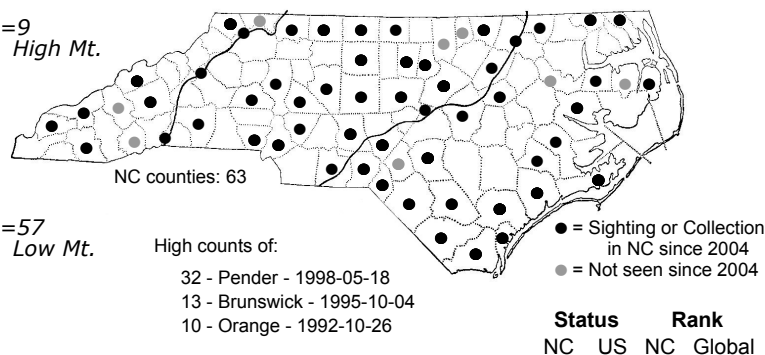 =9
High Mt.
NC counties: 63
=57
Low Mt.
High counts of:
32 - Pender - 1998-05-18
13 - Brunswick - 1995-10-04
10 - Orange - 1992-10-26
= Sighting or Collection
in NC since 2004
= Not seen since 2004
Status Rank
NC US NC Global